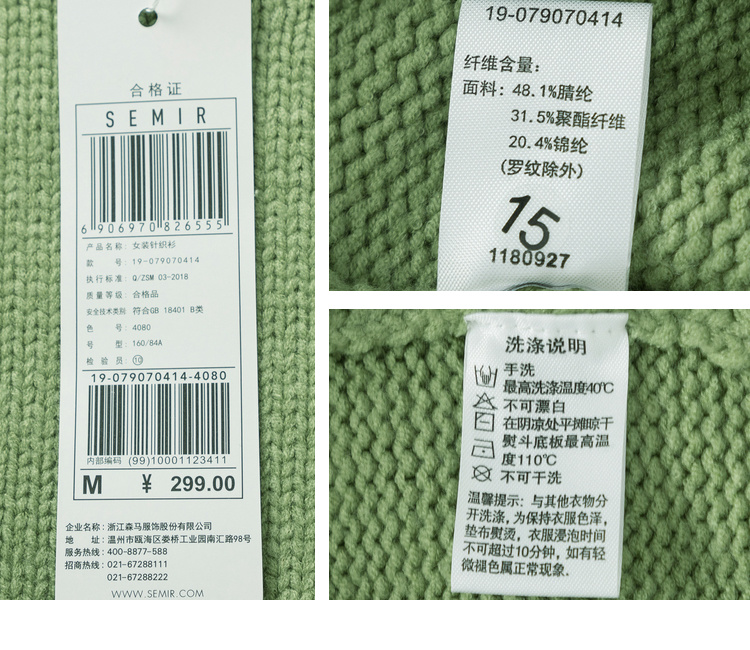 合格证
SEMIR
6 906970 826555
产品名称: 女装针织衫
款 号: 19-079070414
执行标准: Q/ZSM 03-2018
质量等级: 合格品
安全技术类别 符合GB 18401 B类
色 号: 4080
号 型: 160/84A
检 验 员 ⑩
19-079070414-4080
内部编码 (99)10001123411
M ¥ 299.00
企业名称: 浙江森马服饰股份有限公司
地 址: 温州市瓯海区娄桥工业园南汇路98号
服务热线: 400-8877-588
招商热线: 021-67288111
021-67288222
WWW.SEMIR.COM
19-079070414
纤维含量:
面料: 48.1%腈纶
31.5%聚酯纤维
20.4%锦纶
(罗纹除外)
15
1180927
洗涤说明
手洗
最高洗涤温度40℃
不可漂白
在阴凉处平摊晾干
熨斗底板最高温
度110℃
不可干洗
温馨提示: 与其他衣物分
开洗涤, 为保持衣服色泽,
垫布熨烫, 衣服浸泡时间
不可超过10分钟, 如有轻
微褪色属正常现象.